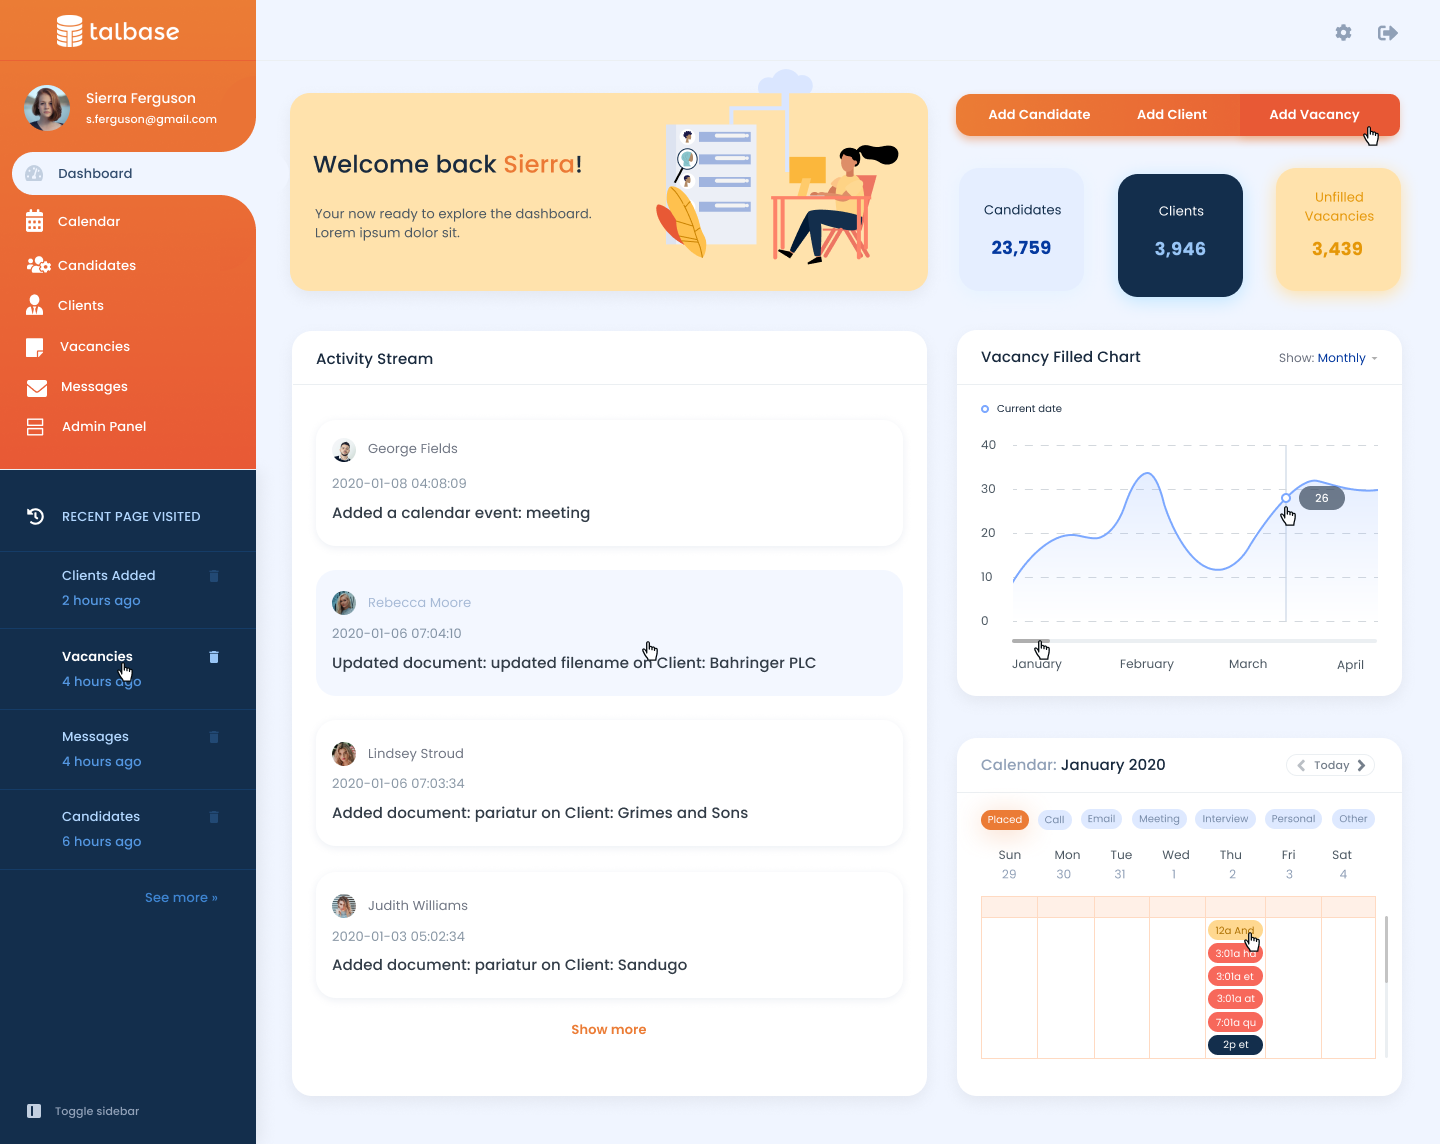 talbase
Sierra Ferguson
s.ferguson@gmail.com
Dashboard
Calendar
Candidates
Clients
Vacancies
Messages
Admin Panel
RECENT PAGE VISITED
Clients Added
2 hours ago
Vacancies
4 hours ago
Messages
4 hours ago
Candidates
6 hours ago
See more »
Toggle sidebar
Welcome back Sierra!
Your now ready to explore the dashboard.
Lorem ipsum dolor sit.
Add Candidate
Add Client
Add Vacancy
Candidates
23,759
Clients
3,946
Unfilled
Vacancies
3,439
Activity Stream
George Fields
2020-01-08 04:08:09
Added a calendar event: meeting
Rebecca Moore
2020-01-06 07:04:10
Updated document: updated filename on Client: Bahringer PLC
Lindsey Stroud
2020-01-06 07:03:34
Added document: pariatur on Client: Grimes and Sons
Judith Williams
2020-01-03 05:02:34
Added document: pariatur on Client: Sandugo
Show more
Vacancy Filled Chart
Show: Monthly
Current date
40
30
26
20
10
0
January February March April
Calendar: January 2020
Today
Placed Call Email Meeting Interview Personal Other
Sun Mon Tue Wed Thu Fri Sat
29 30 31 1 2 3 4
12a And
3:01a ha
3:01a et
3:01a at
7:01a qu
2p et